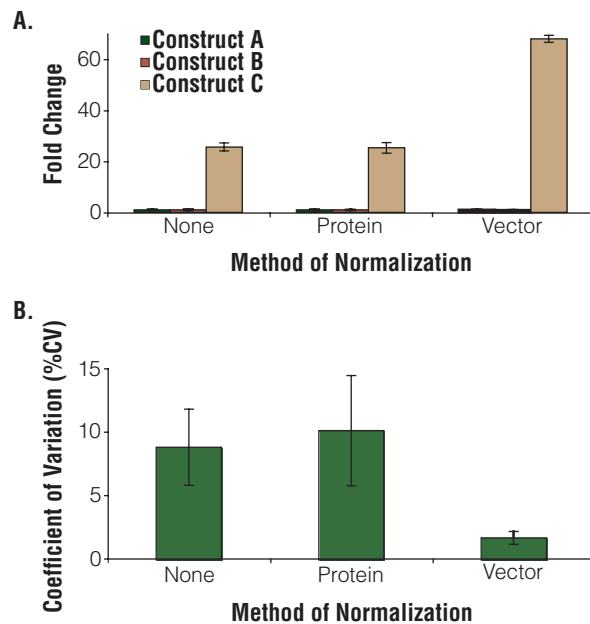 A.
Fold Change
60
40
20
0
Construct A
Construct B
Construct C
None Protein Vector
Method of Normalization
B.
Coefficient of Variation (%CV)
15
10
5
0
None Protein Vector
Method of Normalization